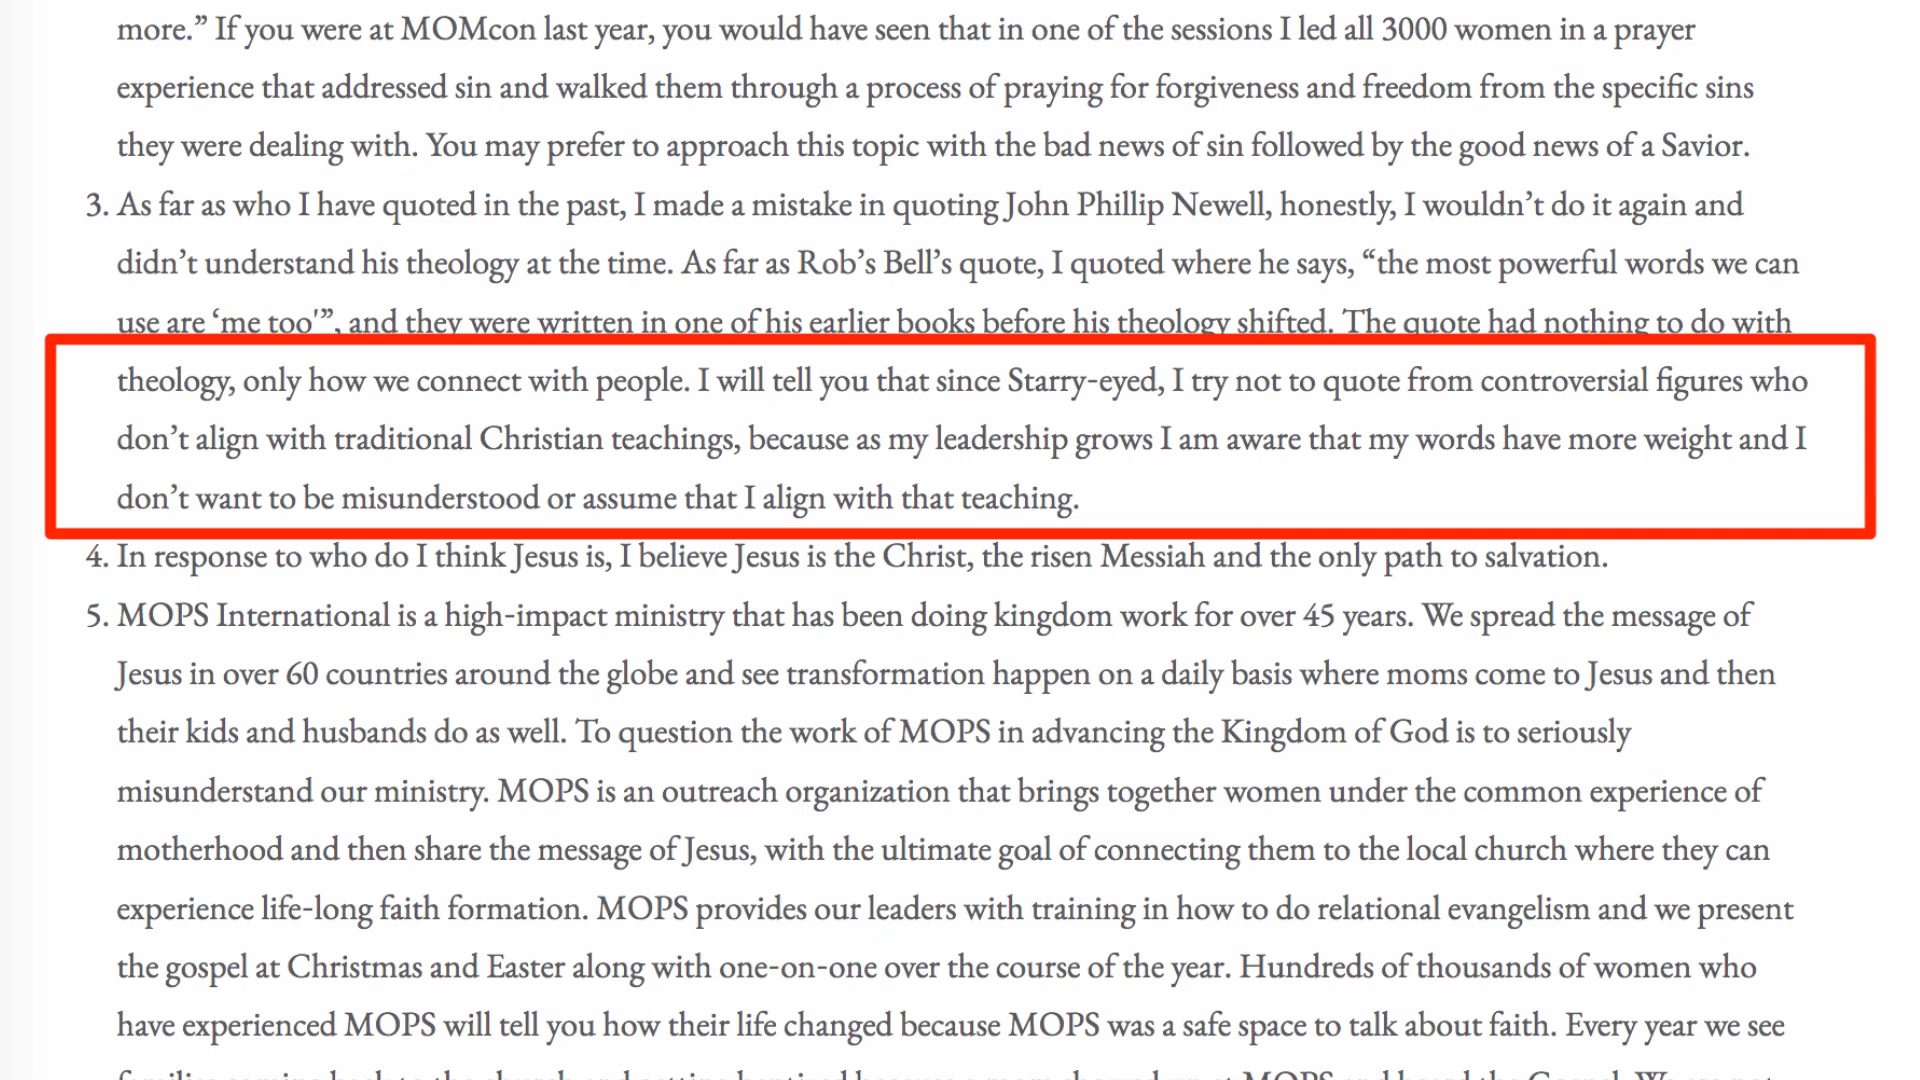 more.” If you were at MOMcon last year, you would have seen that in one of the sessions I led all 3000 women in a prayer
experience that addressed sin and walked them through a process of praying for forgiveness and freedom from the specific sins
they were dealing with. You may prefer to approach this topic with the bad news of sin followed by the good news of a Savior.
3. As far as who I have quoted in the past, I made a mistake in quoting John Phillip Newell, honestly, I wouldn’t do it again and
didn’t understand his theology at the time. As far as Rob’s Bell’s quote, I quoted where he says, “the most powerful words we can
use are ‘me too'”, and they were written in one of his earlier books before his theology shifted. The quote had nothing to do with
theology, only how we connect with people. I will tell you that since Starry-eyed, I try not to quote from controversial figures who
don’t align with traditional Christian teachings, because as my leadership grows I am aware that my words have more weight and I
don’t want to be misunderstood or assume that I align with that teaching.
4. In response to who do I think Jesus is, I believe Jesus is the Christ, the risen Messiah and the only path to salvation.
5. MOPS International is a high-impact ministry that has been doing kingdom work for over 45 years. We spread the message of
Jesus in over 60 countries around the globe and see transformation happen on a daily basis where moms come to Jesus and then
their kids and husbands do as well. To question the work of MOPS in advancing the Kingdom of God is to seriously
misunderstand our ministry. MOPS is an outreach organization that brings together women under the common experience of
motherhood and then share the message of Jesus, with the ultimate goal of connecting them to the local church where they can
experience life-long faith formation. MOPS provides our leaders with training in how to do relational evangelism and we present
the gospel at Christmas and Easter along with one-on-one over the course of the year. Hundreds of thousands of women who
have experienced MOPS will tell you how their life changed because MOPS was a safe space to talk about faith. Every year we see